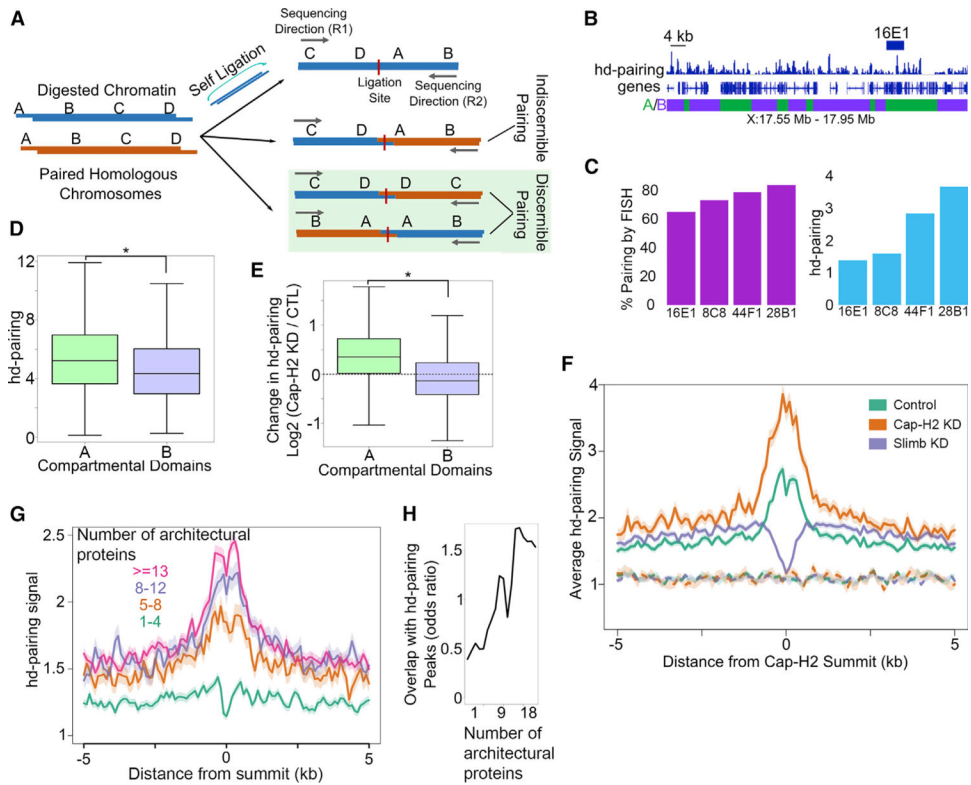 A
Sequencing
Direction (R1)
C D A B
Self Ligation
Ligation
Site
Sequencing
Direction (R2)
Digested Chromatin
A B C D
A B C D
Paired Homologous
Chromosomes
C D A B
Indiscernible
Pairing
C D D C
B A A B
Discernible
Pairing
B
4 kb
16E1
hd-pairing
genes
A/B
X:17.55 Mb - 17.95 Mb
C
% Pairing by FISH
80
60
40
20
0
16E1 8C8 44F1 28B1
hd-pairing
4
3
2
1
0
16E1 8C8 44F1 28B1
D
hd-pairing
12
8
4
0
*
A B
Compartmental Domains
E
Change in hd-pairing
Log2 (Cap-H2 KD / CTL)
1
0
-1
*
A B
Compartmental Domains
F
Average hd-pairing Signal
4
3
2
1
Control
Cap-H2 KD
Slimb KD
-5 0 5
Distance from Cap-H2 Summit (kb)
G
hd-pairing signal
2.5
2
1.5
1
Number of architectural
proteins
>=13
8-12
5-8
1-4
-5 0 5
Distance from summit (kb)
H
Overlap with hd-pairing
Peaks (odds ratio)
1.5
1
0.5
0
1 9 18
Number of
architectural
proteins